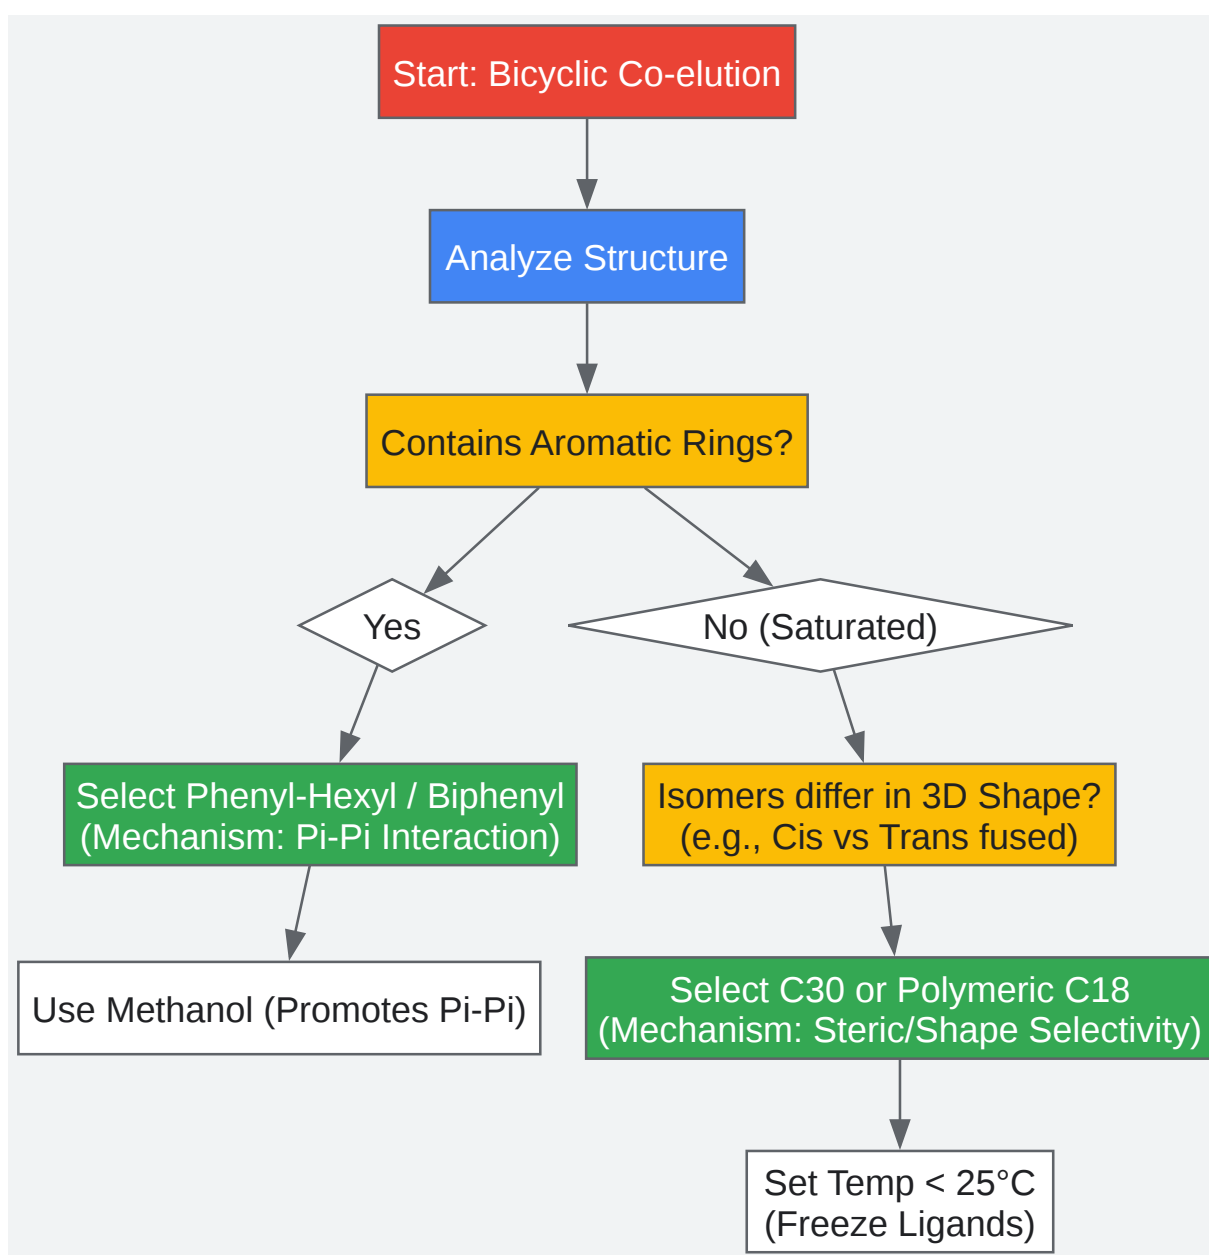 Start: Bicyclic Co-elution
Analyze Structure
Contains Aromatic Rings?
Yes
No (Saturated)
Select Phenyl-Hexyl / Biphenyl
(Mechanism: Pi-Pi Interaction)
Isomers differ in 3D Shape?
(e.g., Cis vs Trans fused)
Use Methanol (Promotes Pi-Pi)
Select C30 or Polymeric C18
(Mechanism: Steric/Shape Selectivity)
Set Temp < 25°C
(Freeze Ligands)